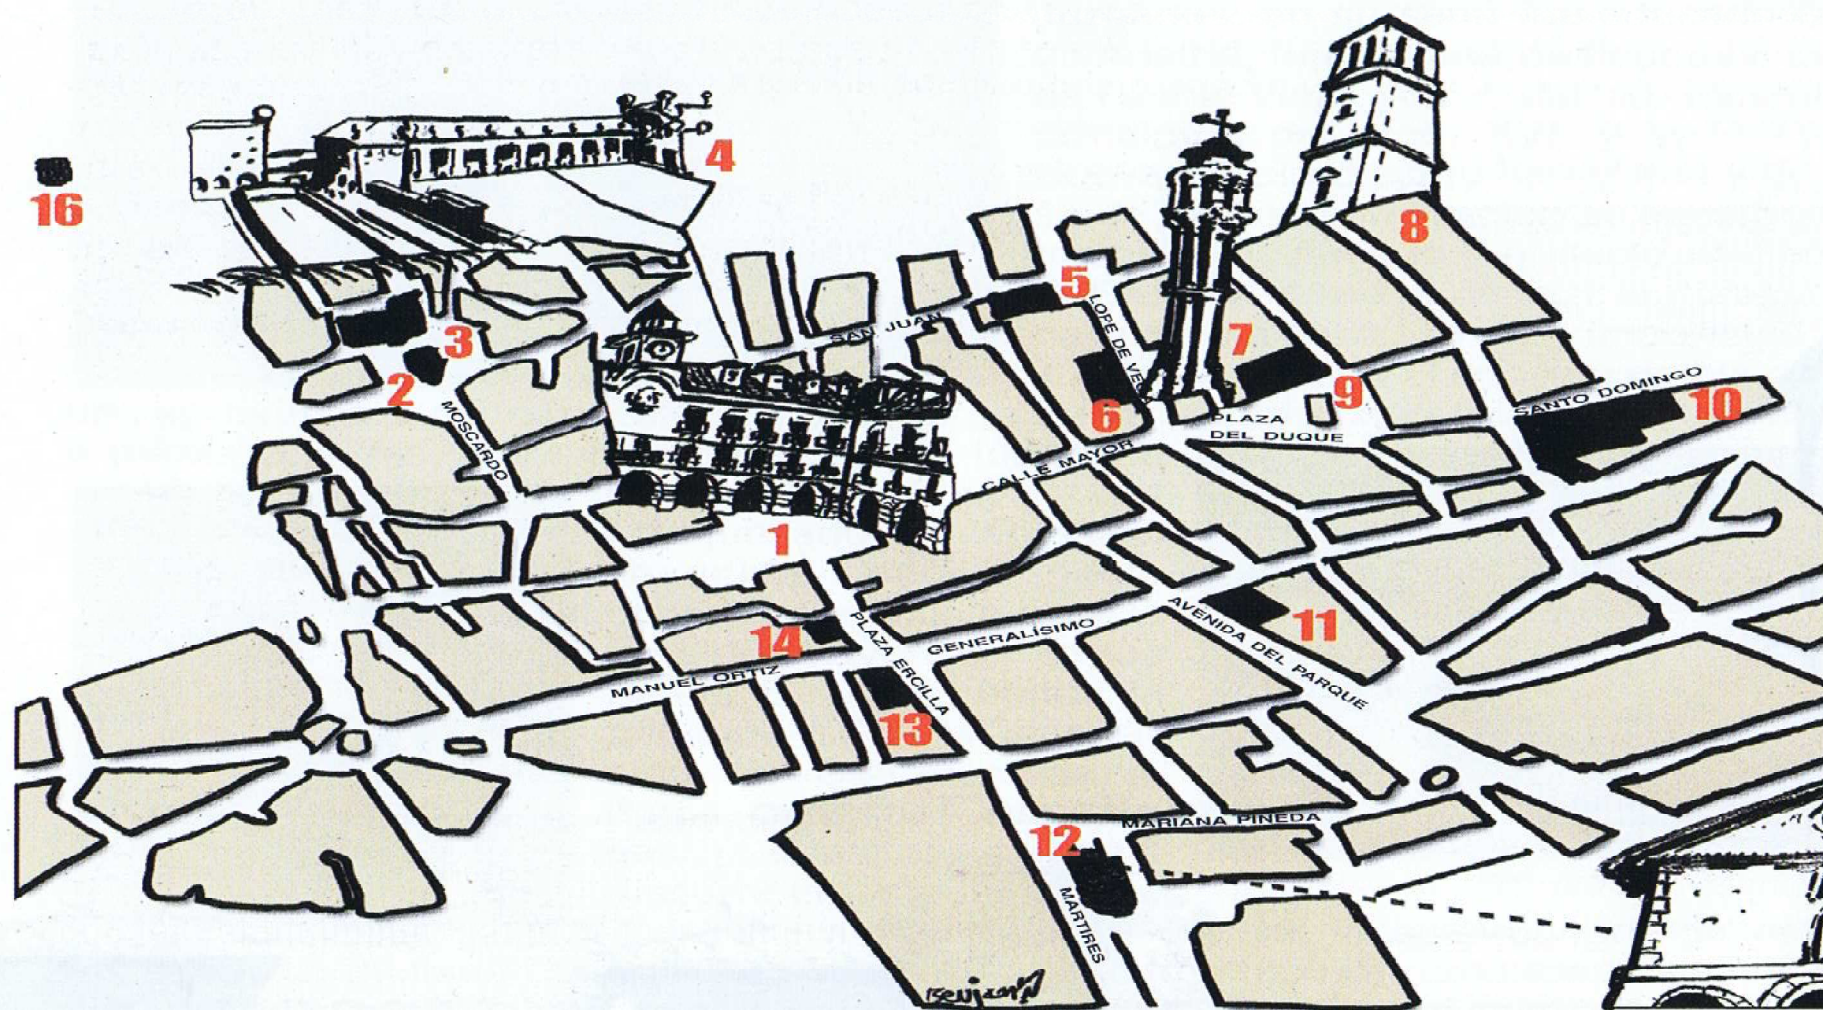 4
16
8
5
SAN JUAN
LOPE DE VEGA
3
7
2
9
SANTO DOMINGO
10
6
PLAZA
DEL DUQUE
MOSCARDO
CALLE MAYOR
1
AVENIDA DEL PARQUE
11
14
PLAZA ERCILLA
GENERALÍSIMO
MANUEL ORTIZ
13
MARIANA PINEDA
12
MARTIRES